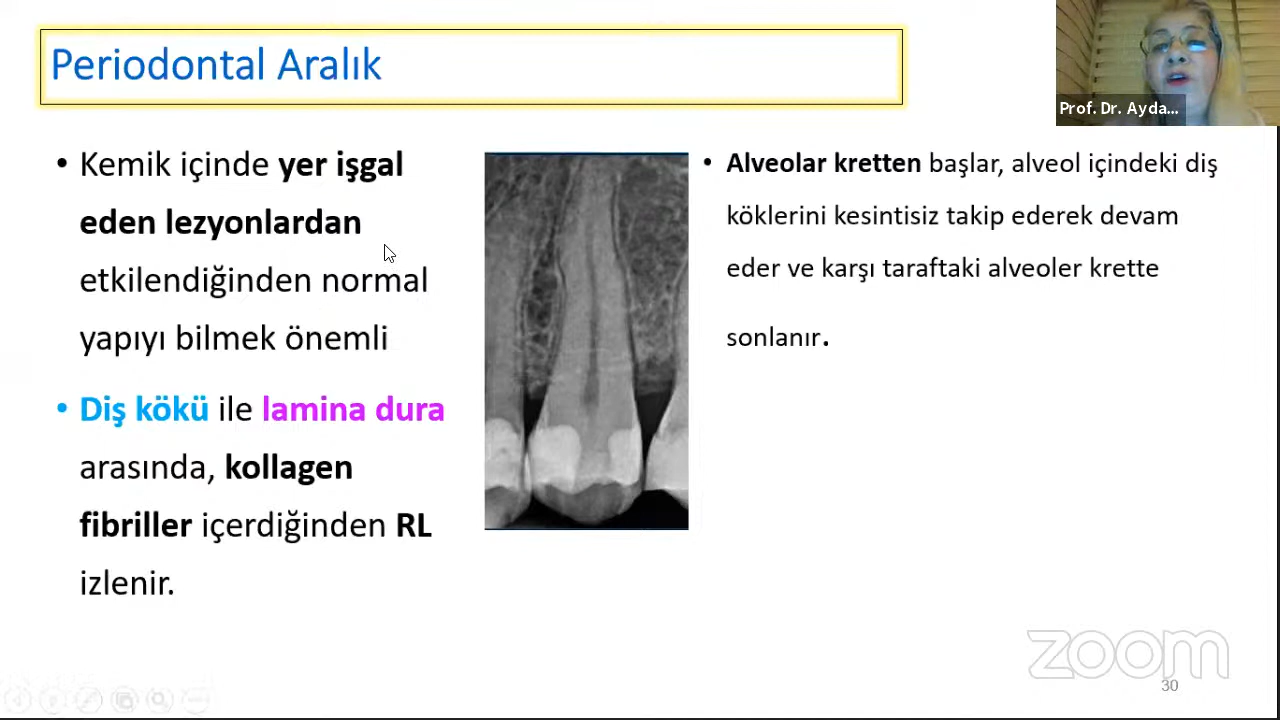 Periodontal Aralık
Prof. Dr. Ayda...
• Kemik içinde yer işgal
eden lezyonlardan
etkilendiğinden normal
yapıyı bilmek önemli
• Diş kökü ile lamina dura
arasında, kollagen
fibriller içerdiğinden RL
izlenir.
• Alveolar kretten başlar, alveol içindeki diş
köklerini kesintisiz takip ederek devam
eder ve karşı taraftaki alveoler krette
sonlanır.
zoom
30